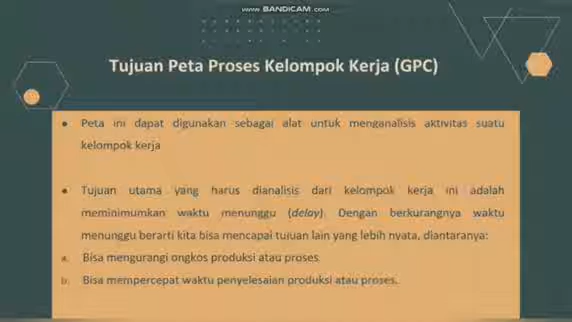 www.BANDICAM.com
Tujuan Peta Proses Kelompok Kerja (GPC)
• Peta ini dapat digunakan sebagai alat untuk menganalisis aktivitas suatu
kelompok kerja
• Tujuan utama yang harus dianalisis dari kelompok kerja ini adalah
meminimumkan waktu menunggu (delay). Dengan berkurangnya waktu
menunggu berarti kita bisa mencapai tujuan lain yang lebih nyata, diantaranya:
a. Bisa mengurangi ongkos produksi atau proses
b. Bisa mempercepat waktu penyelesaian produksi atau proses.